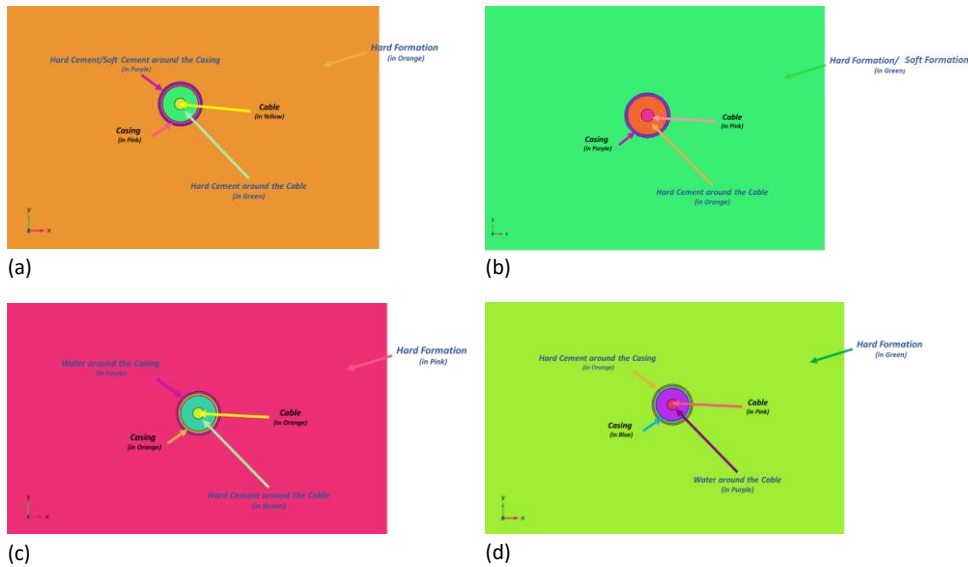 Hard Formation
(in Orange)
Hard Cement/Soft Cement around the Casing
(in Purple)
Cable
(in Yellow)
Casing
(in Pink)
Hard Cement around the Cable
(in Green)
y
z
x
(a)
Hard Formation/ Soft Formation
(in Green)
Cable
(in Pink)
Casing
(in Purple)
Hard Cement around the Cable
(in Orange)
y
z
x
(b)
Hard Formation
(in Pink)
Water around the Casing
(in Purple)
Cable
(in Orange)
Casing
(in Orange)
Hard Cement around the Cable
(in Green)
y
z
x
(c)
Hard Formation
(in Green)
Hard Cement around the Casing
(in Orange)
Cable
(in Pink)
Casing
(in Blue)
Water around the Cable
(in Purple)
y
z
x
(d)